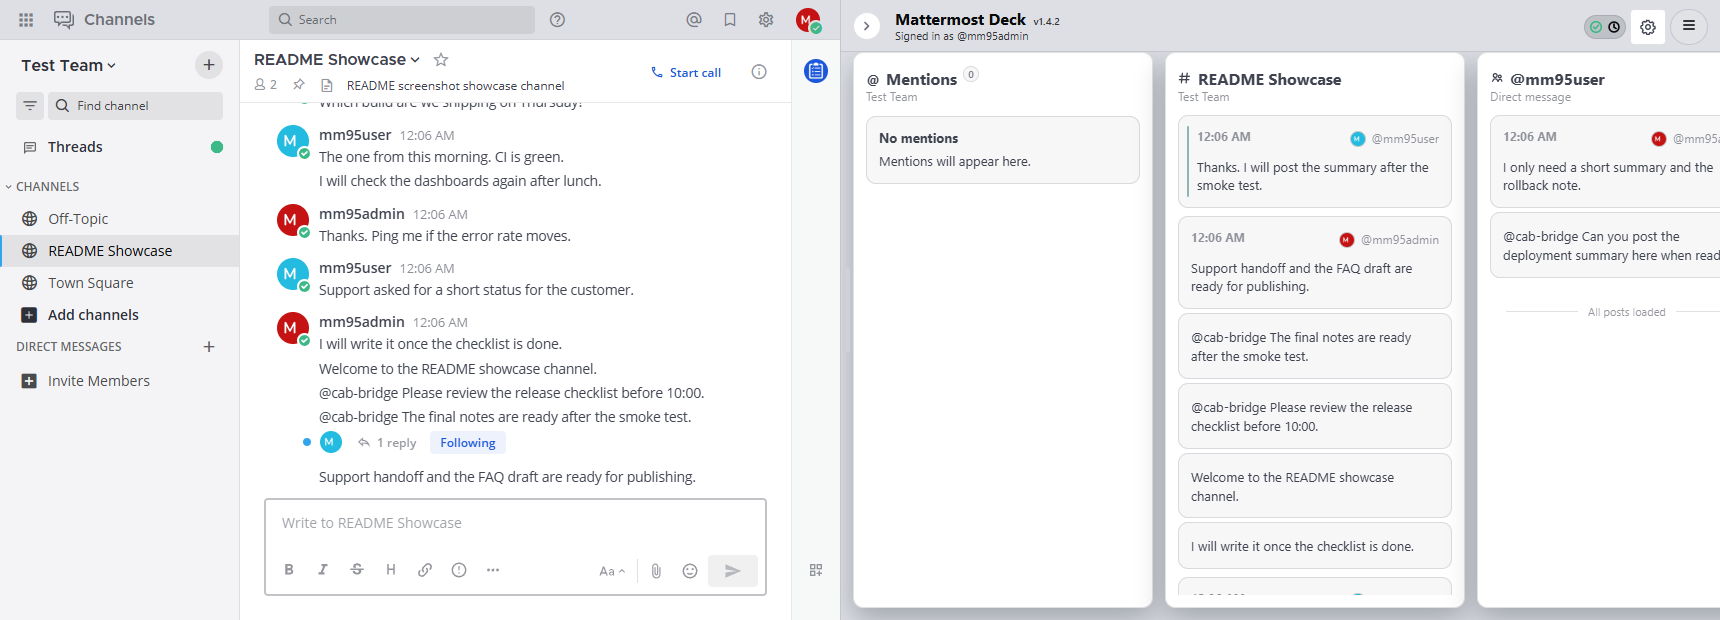 Channels
Search
Test Team
Find channel
Threads
CHANNELS
Off-Topic
README Showcase
Town Square
Add channels
DIRECT MESSAGES
Invite Members
README Showcase
2
README screenshot showcase channel
Start call
Which build are we shipping on Thursday?
mm95user 12:06 AM
The one from this morning. CI is green.
I will check the dashboards again after lunch.
mm95admin 12:06 AM
Thanks. Ping me if the error rate moves.
mm95user 12:06 AM
Support asked for a short status for the customer.
mm95admin 12:06 AM
I will write it once the checklist is done.
Welcome to the README showcase channel.
@cab-bridge Please review the release checklist before 10:00.
@cab-bridge The final notes are ready after the smoke test.
M 1 reply Following
Support handoff and the FAQ draft are ready for publishing.
Write to README Showcase
B I S H
Aa
Mattermost Deck v1.4.2
Signed in as @mm95admin
@ Mentions 0
Test Team
No mentions
Mentions will appear here.
# README Showcase
Test Team
12:06 AM M @mm95user
Thanks. I will post the summary after the
smoke test.
12:06 AM M @mm95admin
Support handoff and the FAQ draft are
ready for publishing.
@cab-bridge The final notes are ready
after the smoke test.
@cab-bridge Please review the release
checklist before 10:00.
Welcome to the README showcase
channel.
I will write it once the checklist is done.
@mm95user
Direct message
12:06 AM M @mm95a
I only need a short summary and the
rollback note.
@cab-bridge Can you post the
deployment summary here when read
All posts loaded